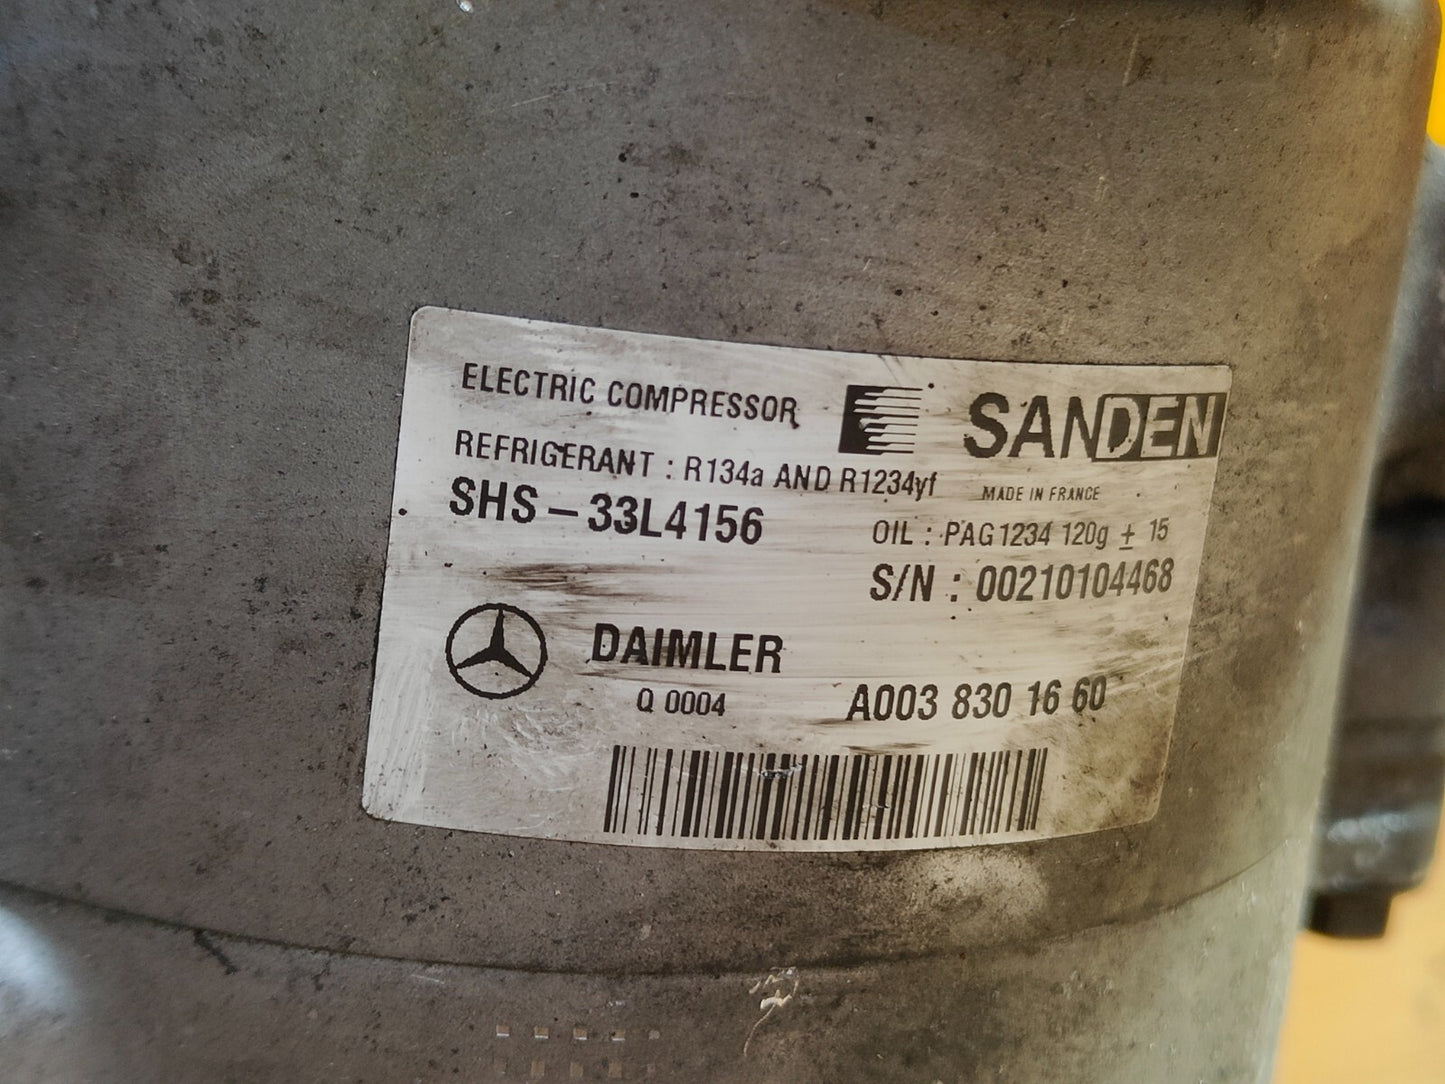 ELECTRIC COMPRESSOR
SANDEN
REFRIGERANT : R134a AND R1234yf
MADE IN FRANCE
SHS - 33L4156
OIL : PAG1234 120g ± 15
S/N : 00210104468
DAIMLER
Q 0004
A003 830 16 60